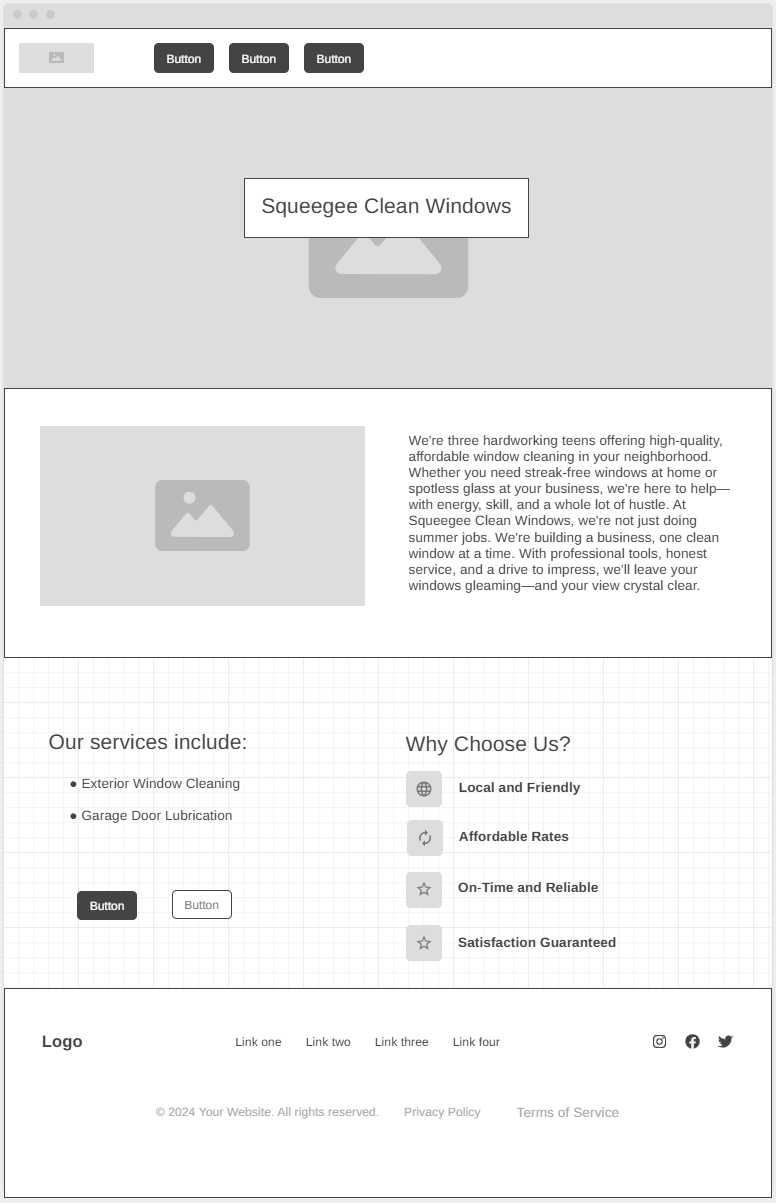 Button Button Button
Squeegee Clean Windows
We're three hardworking teens offering high-quality,
affordable window cleaning in your neighborhood.
Whether you need streak-free windows at home or
spotless glass at your business, we're here to help—
with energy, skill, and a whole lot of hustle. At
Squeegee Clean Windows, we're not just doing
summer jobs. We're building a business, one clean
window at a time. With professional tools, honest
service, and a drive to impress, we'll leave your
windows gleaming—and your view crystal clear.
Our services include:
● Exterior Window Cleaning
● Garage Door Lubrication
Button Button
Why Choose Us?
Local and Friendly
Affordable Rates
On-Time and Reliable
Satisfaction Guaranteed
Logo Link one Link two Link three Link four
© 2024 Your Website. All rights reserved. Privacy Policy Terms of Service